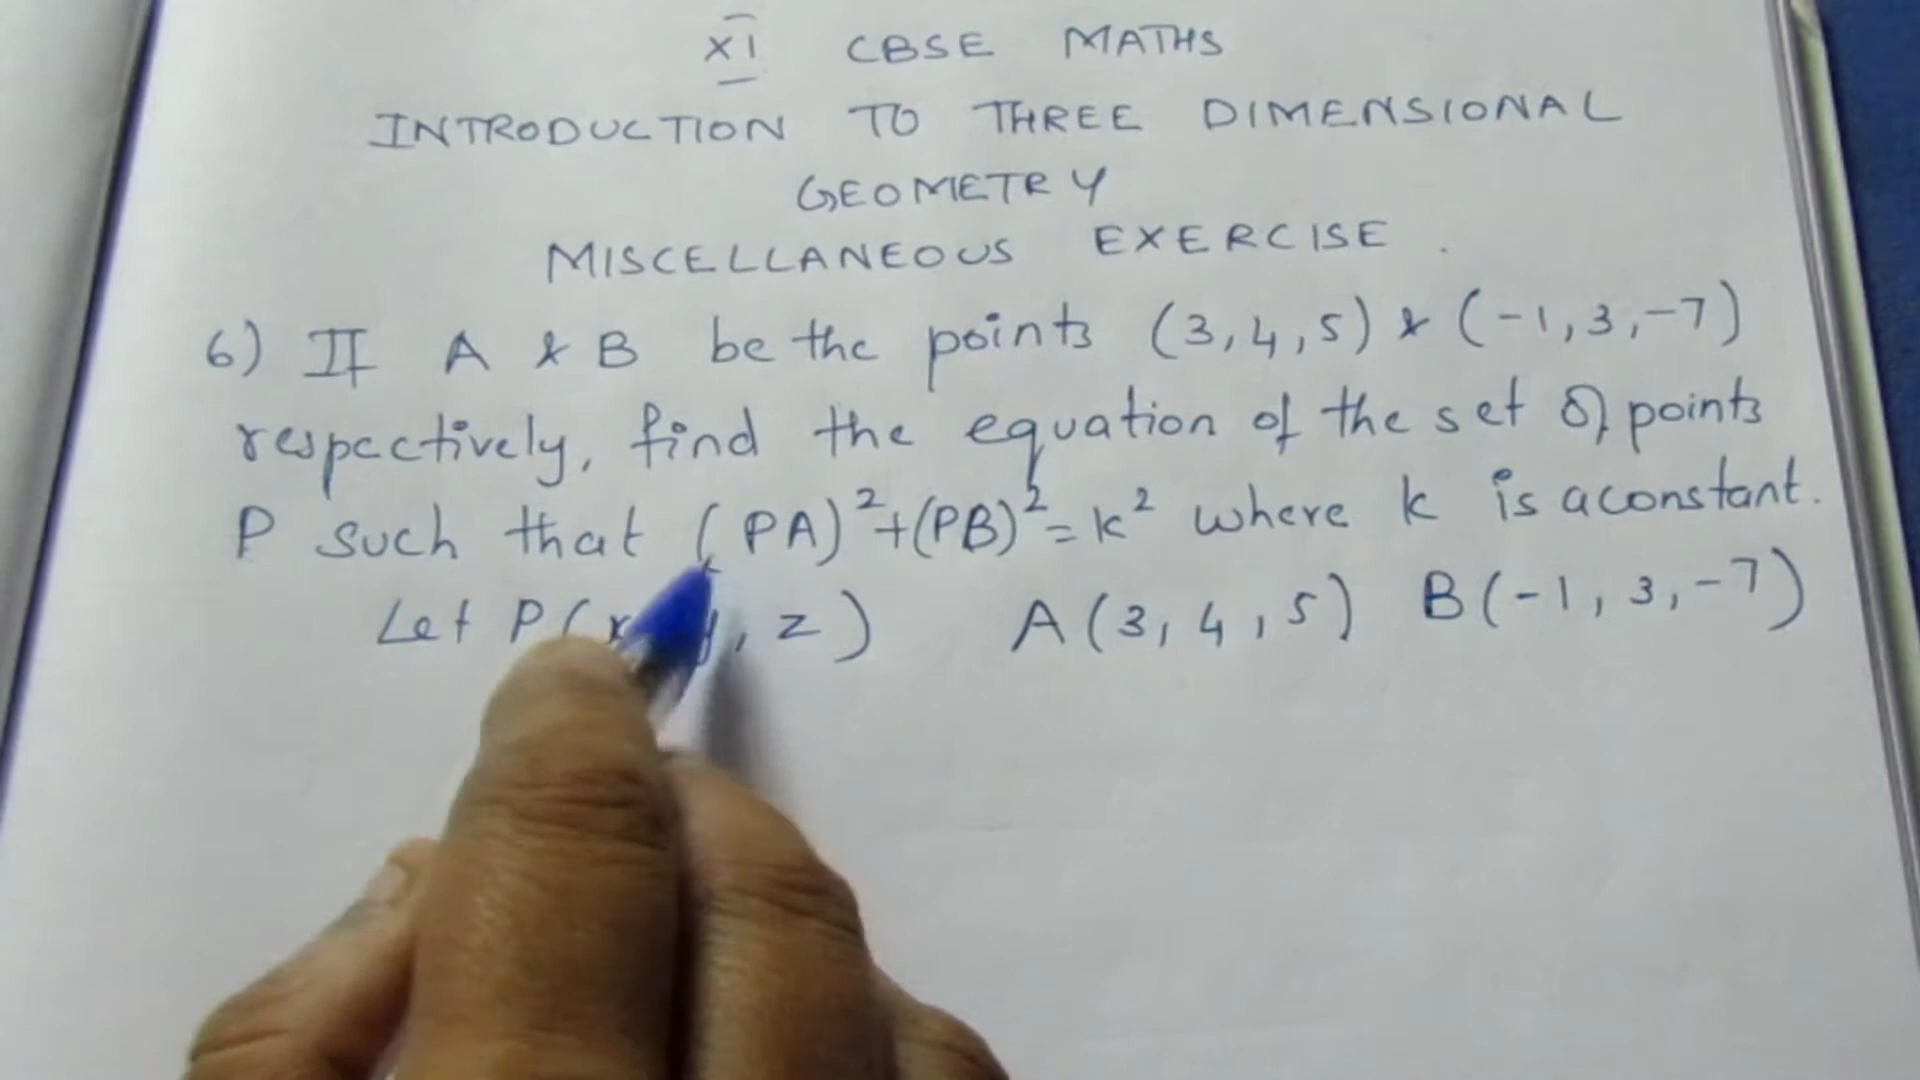 XI CBSE MATHS
INTRODUCTION TO THREE DIMENSIONAL
GEOMETRY
MISCELLANEOUS EXERCISE.
6) If A & B be the points (3,4,5) & (-1,3,-7)
respectively, find the equation of the set of points
P such that (PA)²+(PB)²=k² where k is a constant.
Let P( , z) A(3,4,5) B(-1,3,-7)